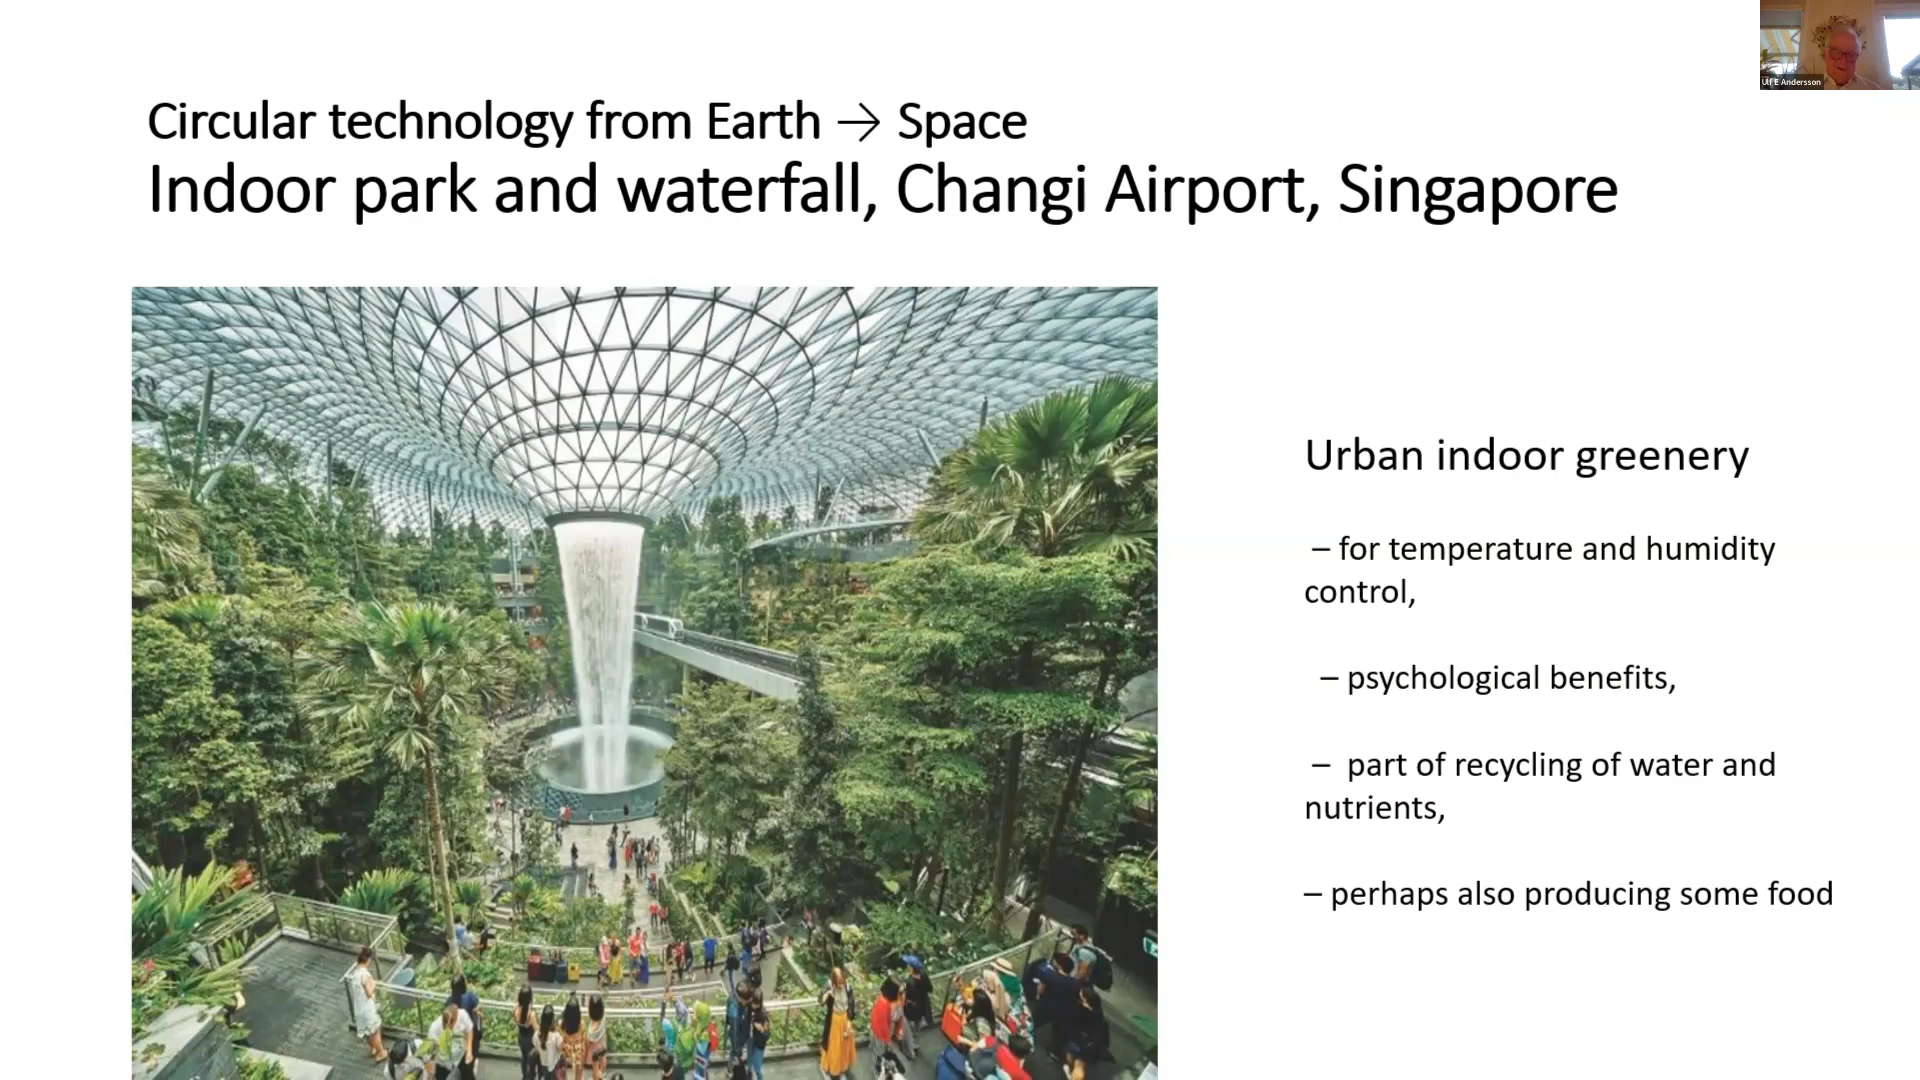 Ulf E Andersson
Circular technology from Earth → Space
Indoor park and waterfall, Changi Airport, Singapore
Urban indoor greenery
– for temperature and humidity
control,
– psychological benefits,
– part of recycling of water and
nutrients,
– perhaps also producing some food